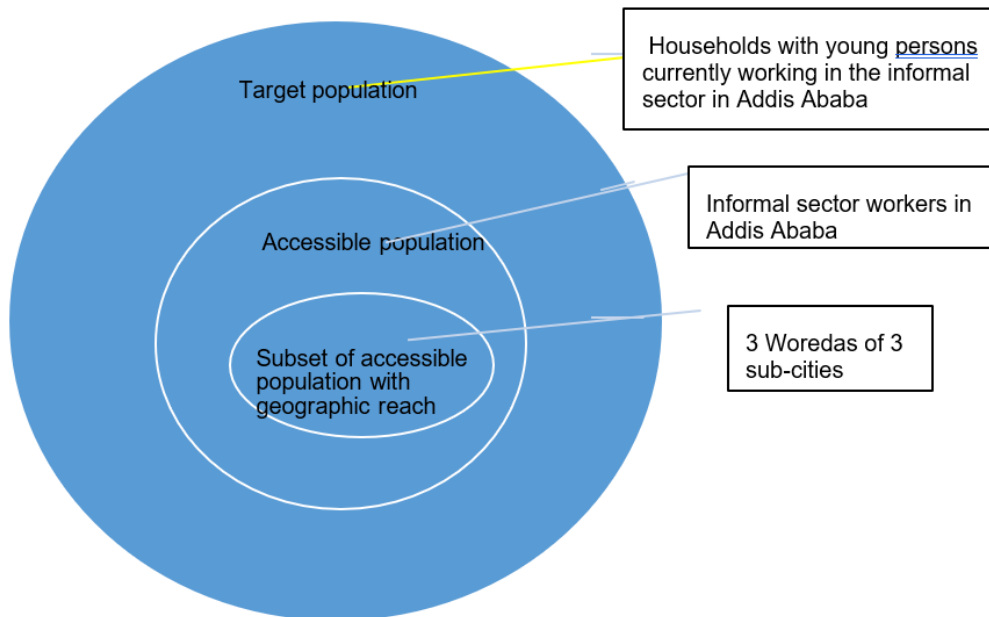 Target population
Households with young persons
currently working in the informal
sector in Addis Ababa
Accessible population
Informal sector workers in
Addis Ababa
Subset of accessible
population with
geographic reach
3 Woredas of 3
sub-cities